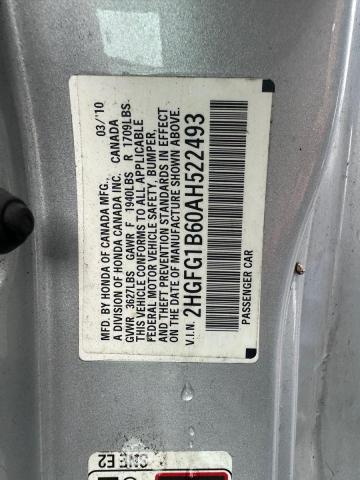 MFD. BY HONDA OF CANADA MFG. 03/10
A DIVISION OF HONDA CANADA INC. CANADA
GVWR 3627LBS GAWR F 1940LBS R 1709LBS.
THIS VEHICLE CONFORMS TO ALL APPLICABLE
FEDERAL MOTOR VEHICLE SAFETY, BUMPER,
AND THEFT PREVENTION STANDARDS IN EFFECT
ON THE DATE OF MANUFACTURE SHOWN ABOVE.
V.I.N. 2HGFG1B60AH522493
PASSENGER CAR